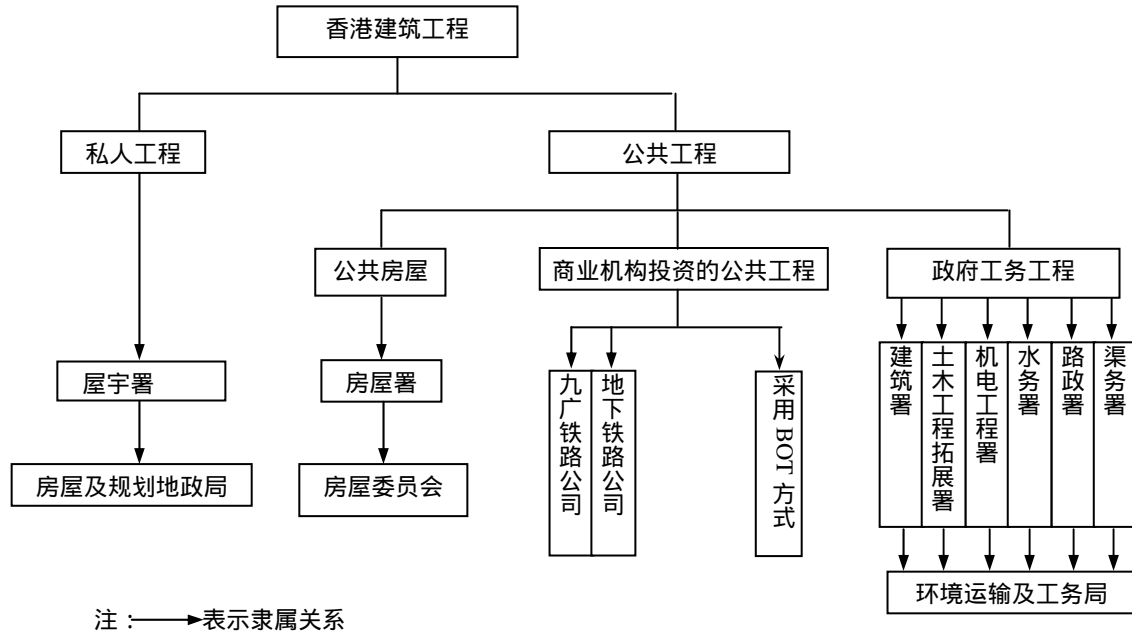 香港建筑工程
私人工程
公共工程
公共房屋
商业机构投资的公共工程
政府工务工程
屋宇署
房屋署
九广铁路公司
地下铁路公司
采用 BOT 方式
建筑署
土木工程拓展署
机电工程署
水务署
路政署
渠务署
房屋及规划地政局
房屋委员会
环境运输及工务局
注：表示隶属关系